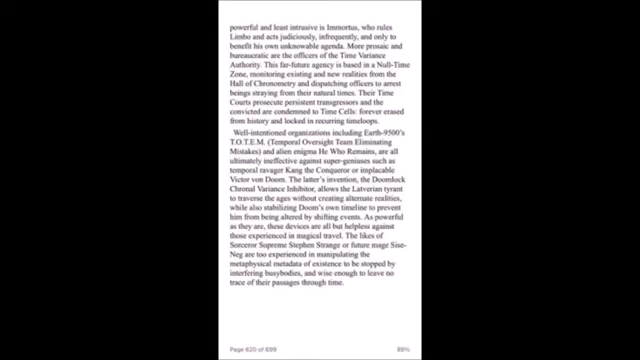 powerful and least intrusive is Immortus, who rules
Limbo and acts judiciously, infrequently, and only to
benefit his own unknowable agenda. More prosaic and
bureaucratic are the officers of the Time Variance
Authority. This far-future agency is based in a Null-Time
Zone, monitoring existing and new realities from the
Hall of Chronometry and dispatching officers to arrest
beings straying from their natural times. Their Time
Courts prosecute persistent transgressors and the
convicted are condemned to Time Cells: forever erased
from history and locked in recurring timeloops.
Well-intentioned organizations including Earth-9500's
T.O.T.E.M. (Temporal Oversight Team Eliminating
Mistakes) and alien enigma He Who Remains, are all
ultimately ineffective against super-geniuses such as
temporal ravager Kang the Conqueror or implacable
Victor von Doom. The latter's invention, the Doomlock
Chronal Variance Inhibitor, allows the Latverian tyrant
to traverse the ages without creating alternate realities,
while also stabilizing Doom's own timeline to prevent
him from being altered by shifting events. As powerful
as they are, these devices are all but helpless against
those experienced in magical travel. The likes of
Sorceror Supreme Stephen Strange or future mage Sise-
Neg are too experienced in manipulating the
metaphysical metadata of existence to be stopped by
interfering busybodies, and wise enough to leave no
trace of their passages through time.
Page 620 of 699
88%